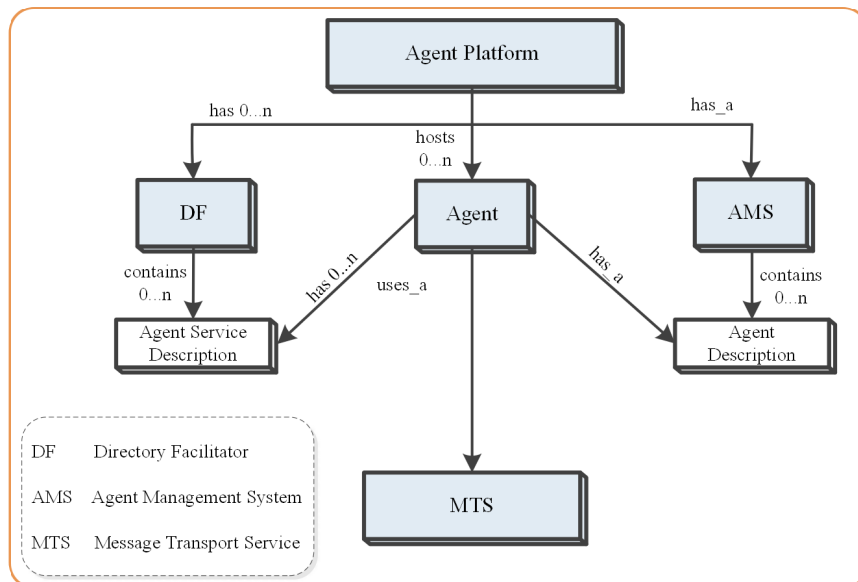 Agent Platform
has 0...n
has_a
hosts
0...n
DF
Agent
AMS
contains
0...n
has 0...n
uses_a
has_a
contains
0...n
Agent Service
Description
Agent
Description
DF Directory Facilitator
AMS Agent Management System
MTS Message Transport Service
MTS